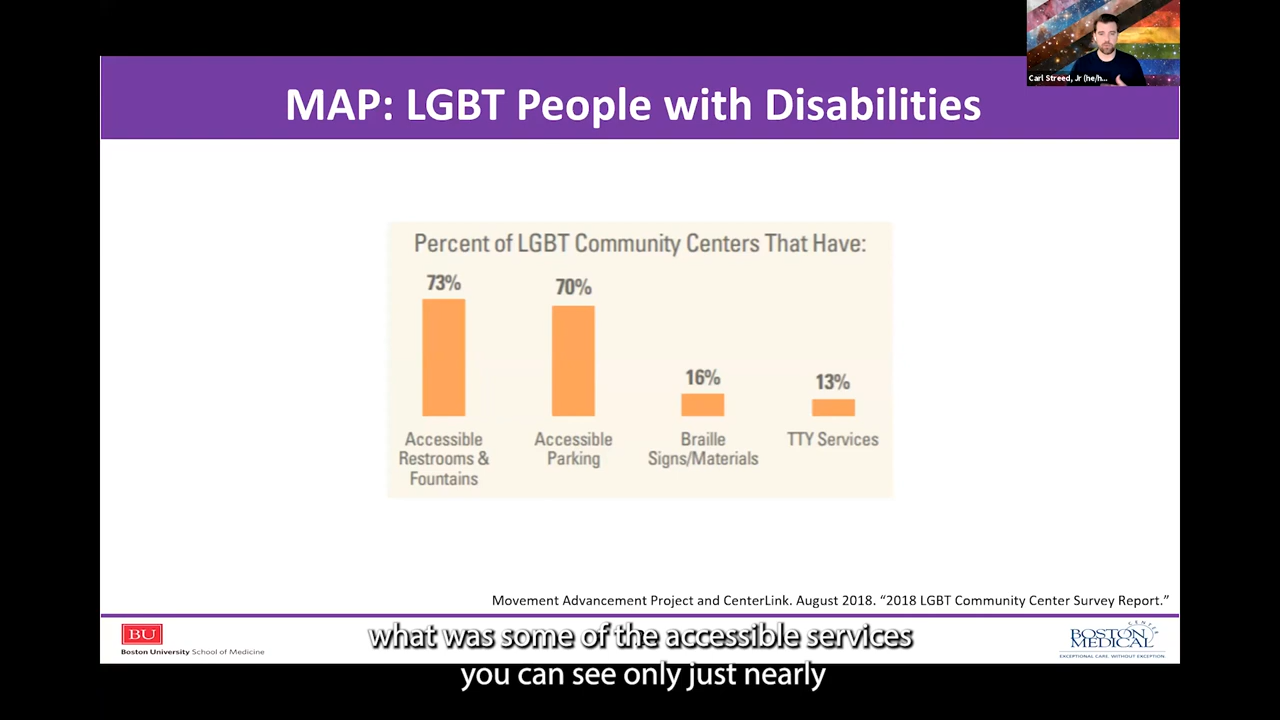 Carl Streed, Jr (he/h...
MAP: LGBT People with Disabilities
Percent of LGBT Community Centers That Have:
73%
70%
16%
13%
Accessible
Restrooms &
Fountains
Accessible
Parking
Braille
Signs/Materials
TTY Services
Movement Advancement Project and CenterLink. August 2018. “2018 LGBT Community Center Survey Report.”
BU
Boston University School of Medicine
BOSTON
MEDICAL
CENTER
EXCEPTIONAL CARE. WITHOUT EXCEPTION.
what was some of the accessible services
you can see only just nearly